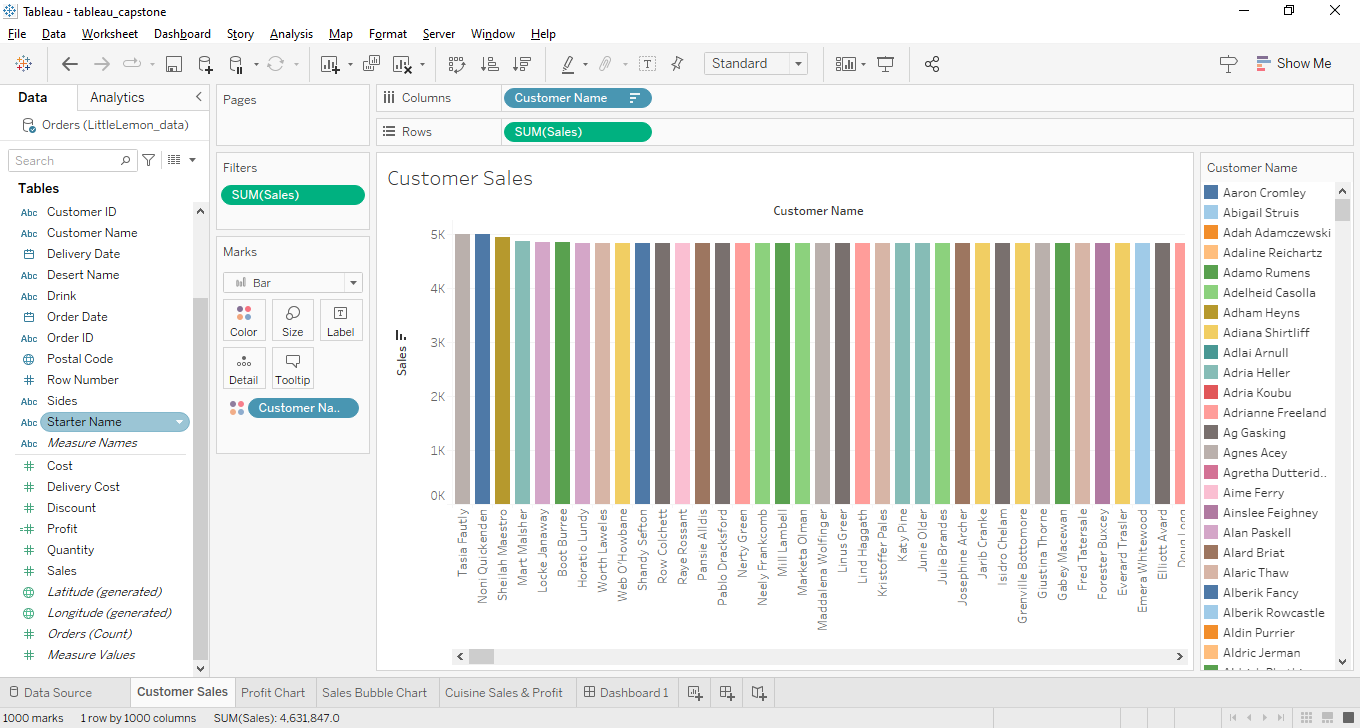 Tableau - tableau_capstone
File Data Worksheet Dashboard Story Analysis Map Format Server Window Help
Standard
Show Me
Data Analytics
Orders (LittleLemon_data)
Search
Tables
Abc Customer ID
Abc Customer Name
Delivery Date
Abc Desert Name
Abc Drink
Order Date
Abc Order ID
Postal Code
# Row Number
Abc Sides
Abc Starter Name
Abc Measure Names
# Cost
# Delivery Cost
# Discount
=# Profit
# Quantity
# Sales
Latitude (generated)
Longitude (generated)
# Orders (Count)
# Measure Values
Pages
Filters
SUM(Sales)
Marks
Bar
Color Size Label
Detail Tooltip
Customer Na..
Columns Customer Name
Rows SUM(Sales)
Customer Sales
Customer Name
Sales
5K
4K
3K
2K
1K
0K
Tasia Fautly
Noni Quickenden
Sheilah Maestro
Mart Malsher
Locke Janaway
Boot Burree
Horatio Lundy
Worth Laweles
Web O'Howbane
Shandy Sefton
Row Colchett
Raye Rossant
Pansie Alldis
Pablo Dracksford
Nerty Green
Neely Frankcomb
Mill Lambell
Marketa Olman
Maddalena Wolfinger
Linus Greer
Lind Haggath
Kristoffer Pales
Katy Pine
Junie Older
Julie Brandes
Josephine Archer
Jarib Cranke
Isidro Chelam
Grenville Bottomore
Giustina Thorne
Gabey Macewan
Fred Tatersale
Forester Buxcey
Everard Trasler
Emera Whitewood
Elliott Avard
Customer Name
Aaron Cromley
Abigail Struis
Adah Adamczewski
Adaline Reichartz
Adamo Rumens
Adelheid Casolla
Adham Heyns
Adiana Shirtliff
Adlai Arnull
Adria Heller
Adria Koubu
Adrianne Freeland
Ag Gasking
Agnes Acey
Agretha Dutterid..
Aime Ferry
Ainslee Feighney
Alan Paskell
Alard Briat
Alaric Thaw
Alberik Fancy
Alberik Rowcastle
Aldin Purrier
Aldric Jerman
Data Source Customer Sales Profit Chart Sales Bubble Chart Cuisine Sales & Profit Dashboard 1
1000 marks 1 row by 1000 columns SUM(Sales): 4,631,847.0